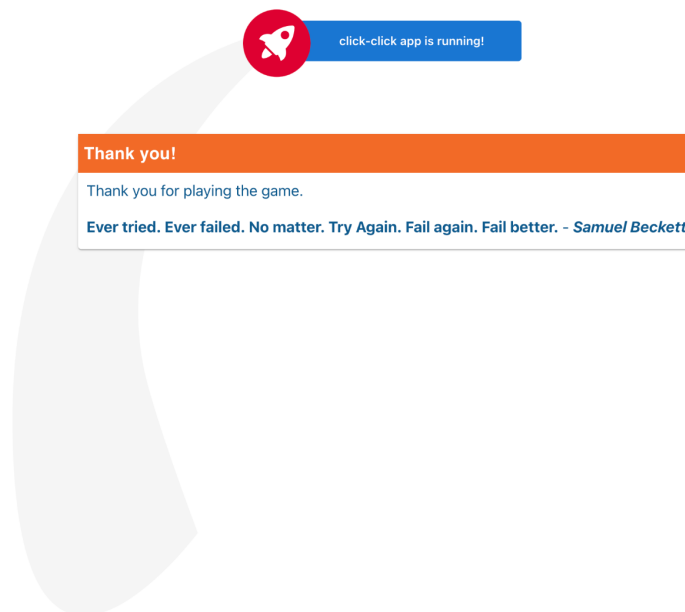 click-click app is running!
Thank you!
Thank you for playing the game.
Ever tried. Ever failed. No matter. Try Again. Fail again. Fail better. - Samuel Beckett